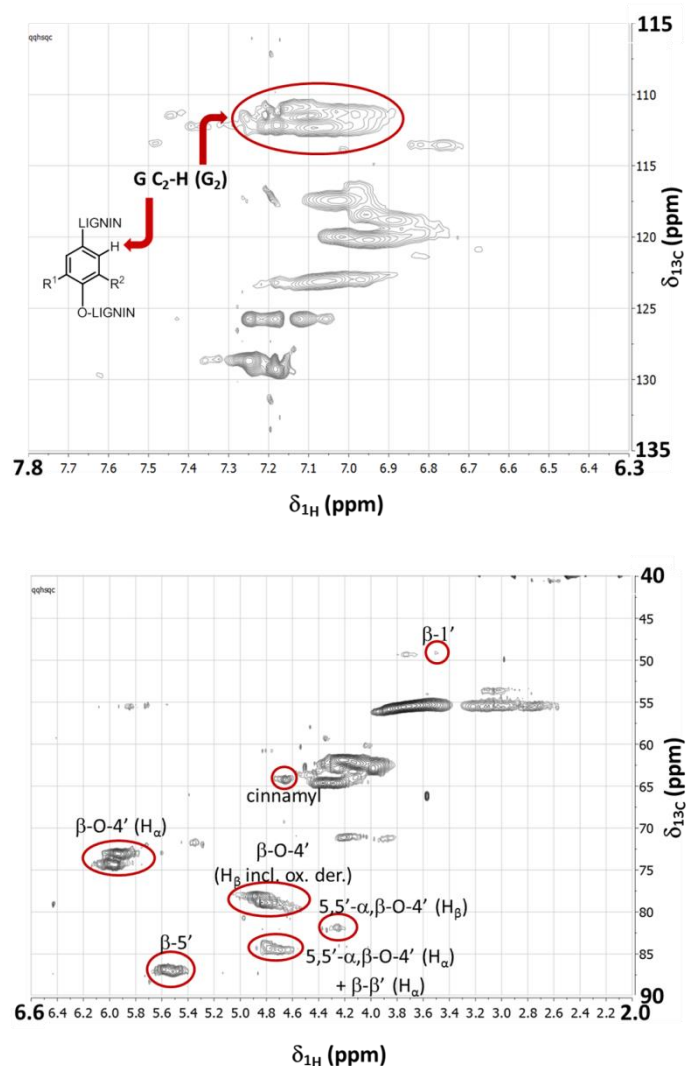 qqhsqc
115
110
115
120
125
130
135
δ13C (ppm)
G C2-H (G2)
LIGNIN
H
R1
R2
O-LIGNIN
7.8 7.7 7.6 7.5 7.4 7.3 7.2 7.1 7.0 6.9 6.8 6.7 6.6 6.5 6.4 6.3
δ1H (ppm)
qqhsqc
40
45
50
55
60
65
70
75
80
85
90
δ13C (ppm)
β-1’
cinnamyl
β-O-4’ (Hα)
β-O-4’
(Hβ incl. ox. der.)
5,5’-α,β-O-4’ (Hβ)
β-5’
5,5’-α,β-O-4’ (Hα)
+ β-β’ (Hα)
6.6 6.4 6.2 6.0 5.8 5.6 5.4 5.2 5.0 4.8 4.6 4.4 4.2 4.0 3.8 3.6 3.4 3.2 3.0 2.8 2.6 2.4 2.2 2.0
δ1H (ppm)